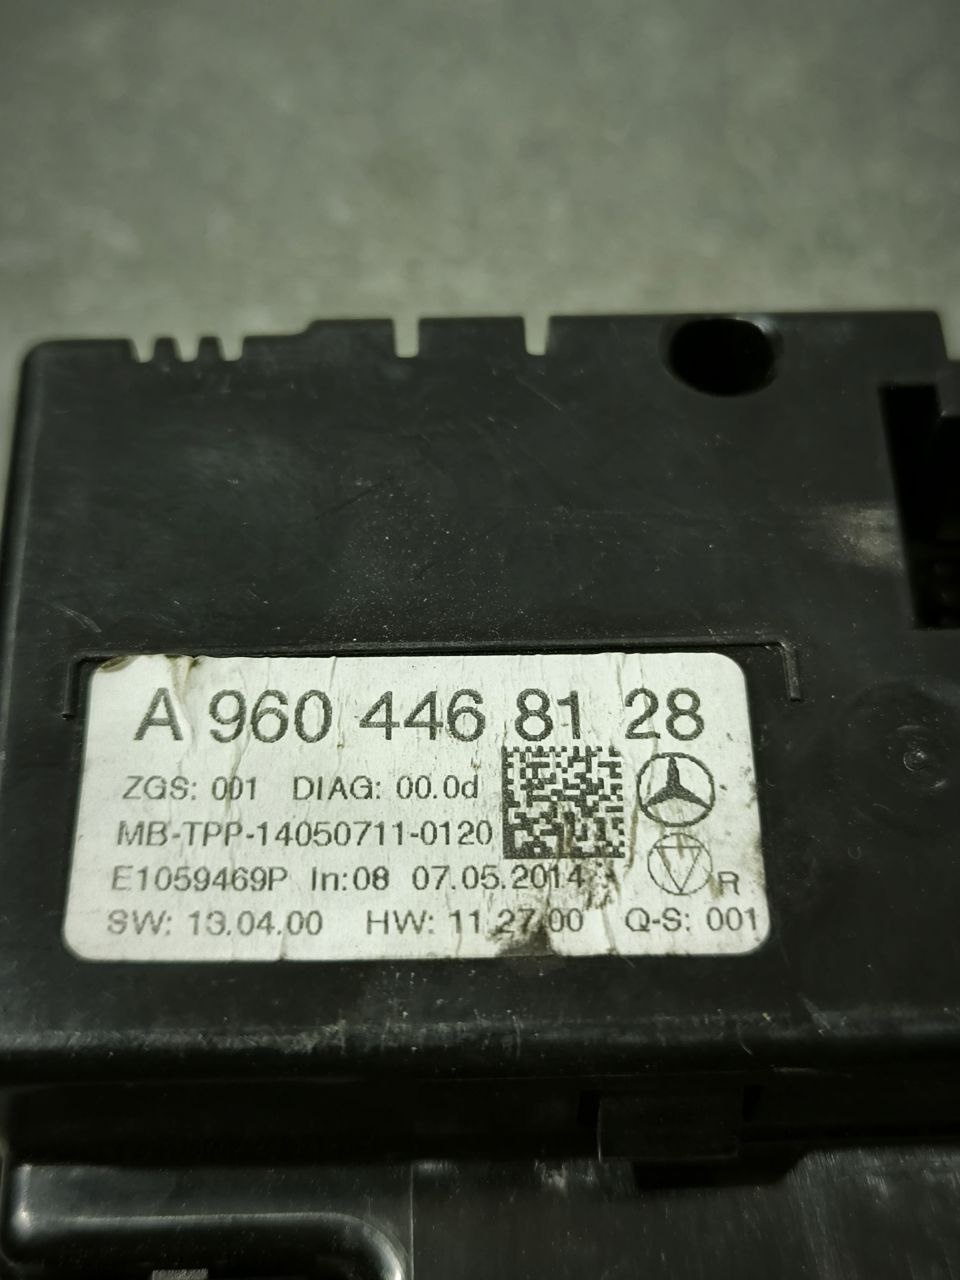 A 960 446 81 28
ZGS: 001 DIAG: 00.0d
MB-TPP-14050711-0120
E1059469P In:08 07.05.2014
R
SW: 13.04.00 HW: 11.27.00 Q-S: 001